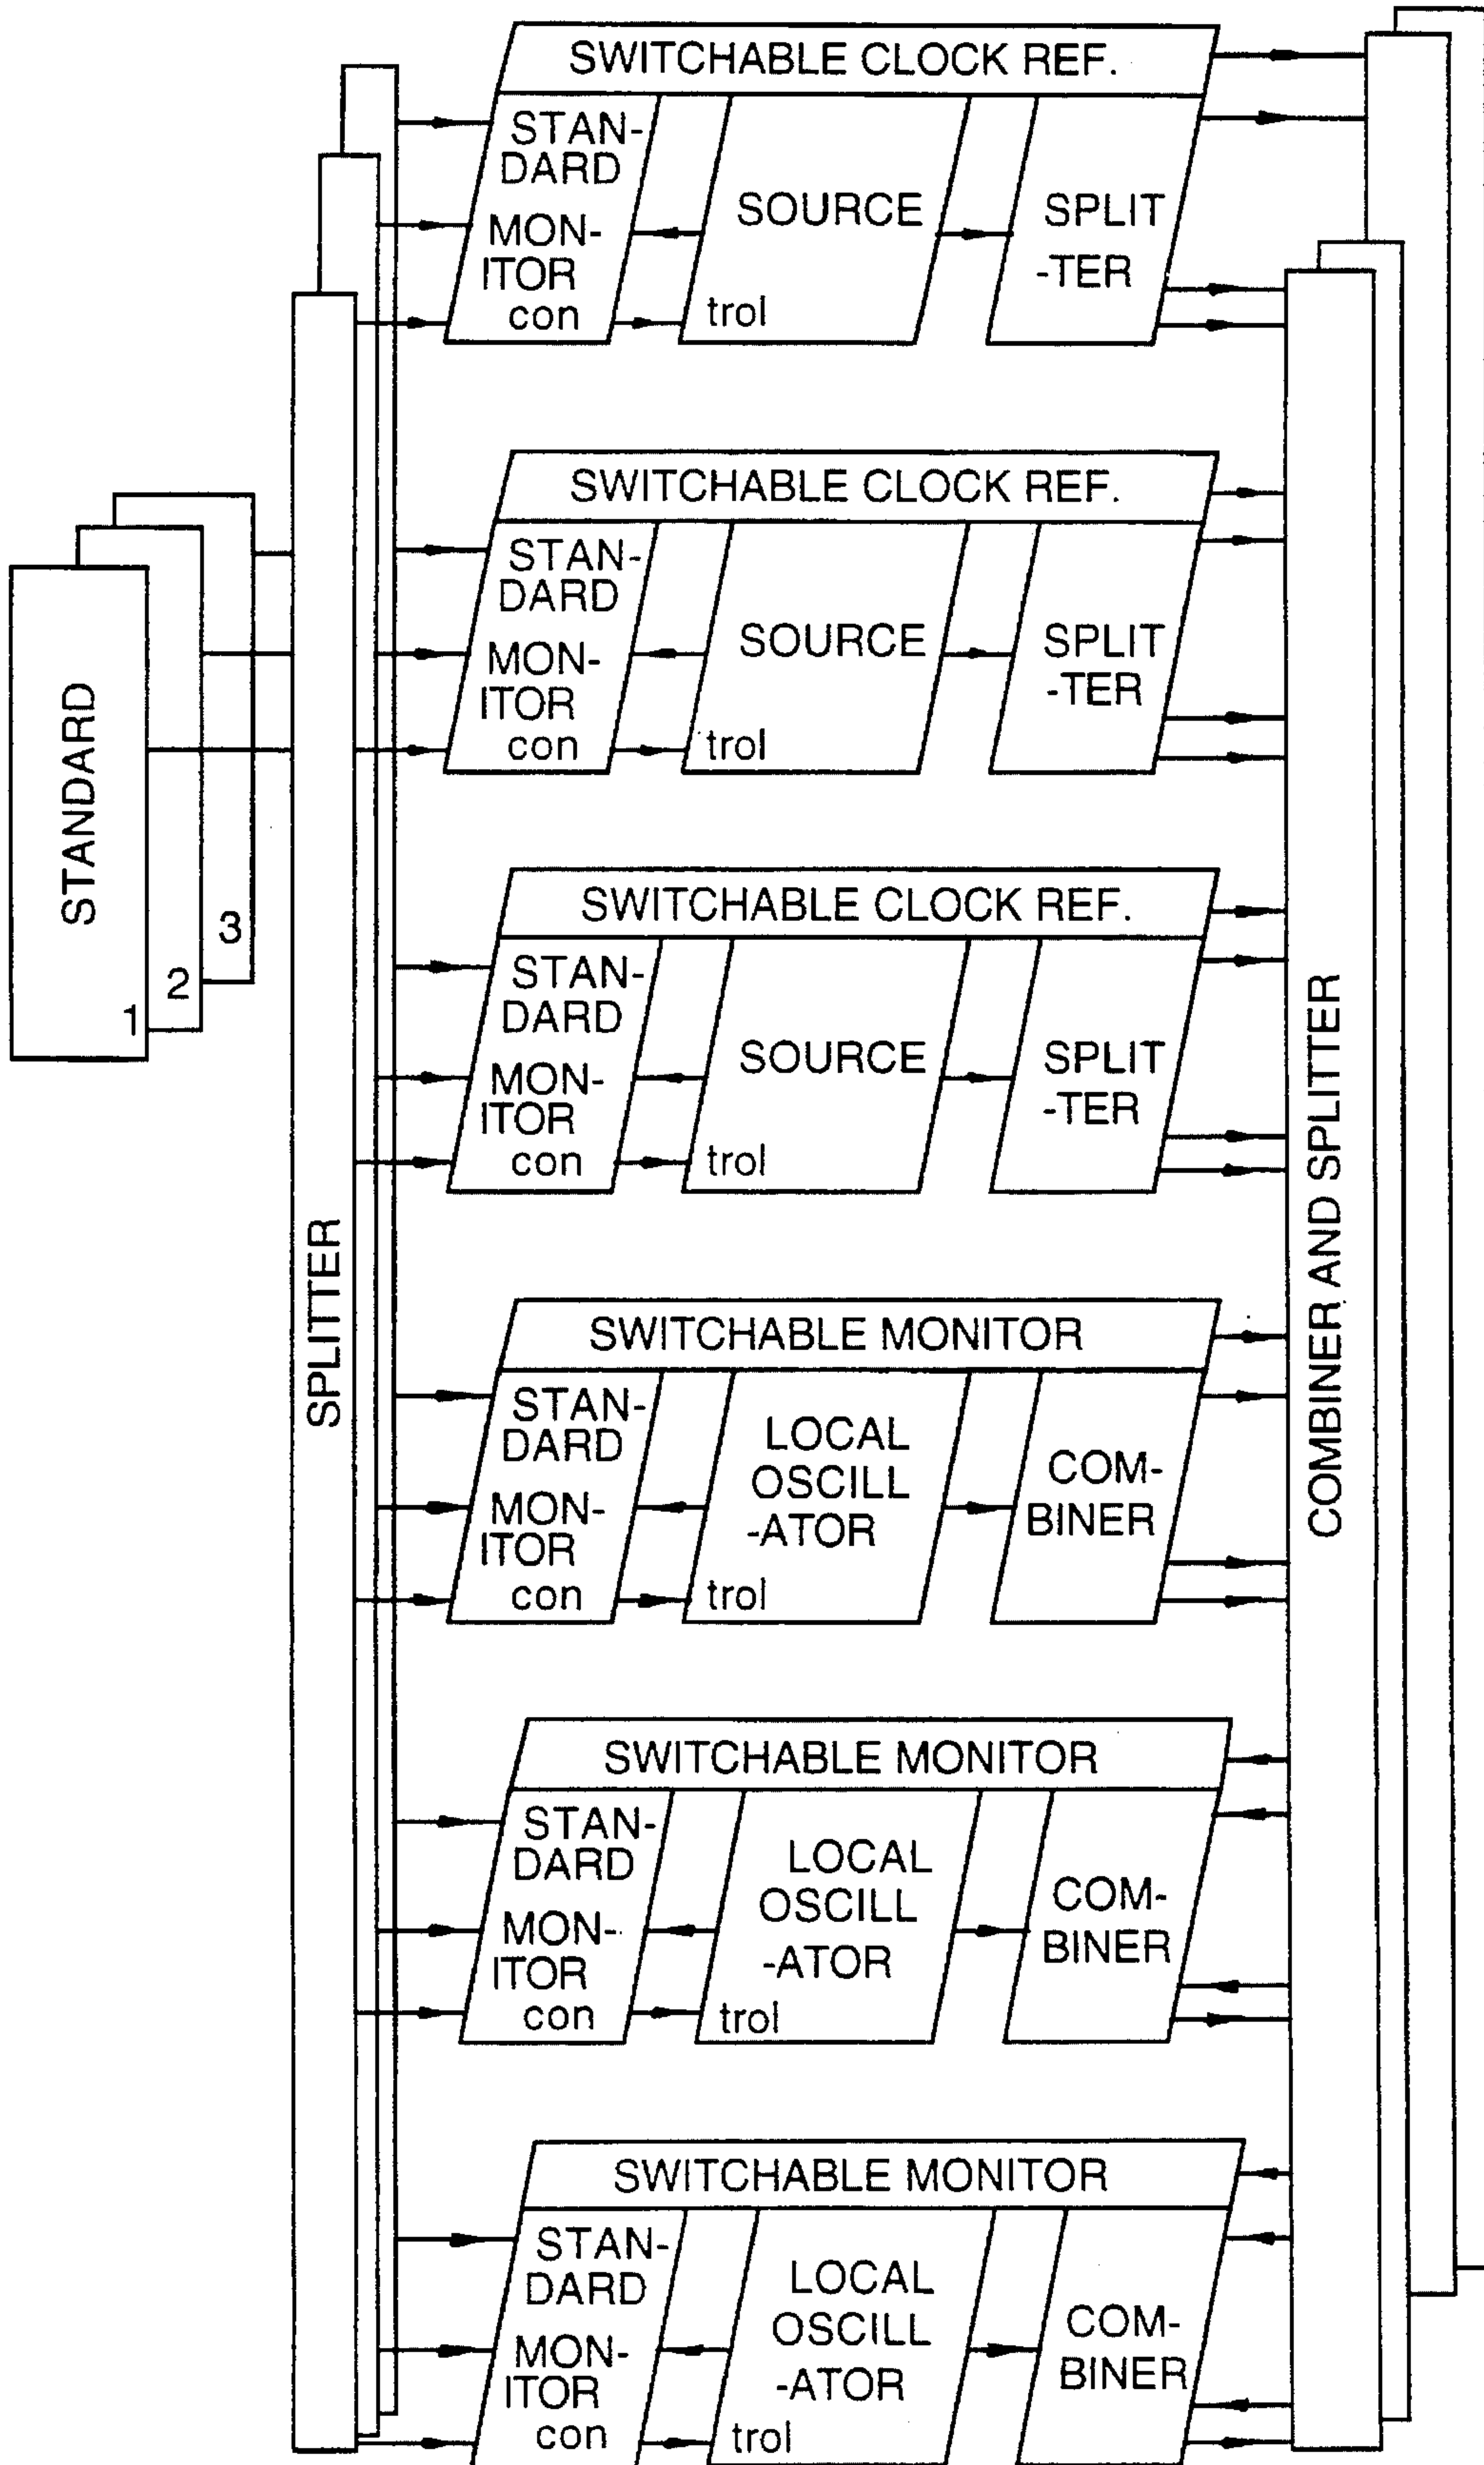 STANDARD
1
2
3
SPLITTER
SWITCHABLE CLOCK REF.
STAN-
DARD
MON-
ITOR
con
SOURCE
trol
SPLIT
-TER
SWITCHABLE CLOCK REF.
STAN-
DARD
MON-
ITOR
con
SOURCE
trol
SPLIT
-TER
SWITCHABLE CLOCK REF.
STAN-
DARD
MON-
ITOR
con
SOURCE
trol
SPLIT
-TER
SWITCHABLE MONITOR
STAN-
DARD
MON-
ITOR
con
LOCAL
OSCILL
-ATOR
trol
COM-
BINER
SWITCHABLE MONITOR
STAN-
DARD
MON-
ITOR
con
LOCAL
OSCILL
-ATOR
trol
COM-
BINER
SWITCHABLE MONITOR
STAN-
DARD
MON-
ITOR
con
LOCAL
OSCILL
-ATOR
trol
COM-
BINER
COMBINER AND SPLITTER